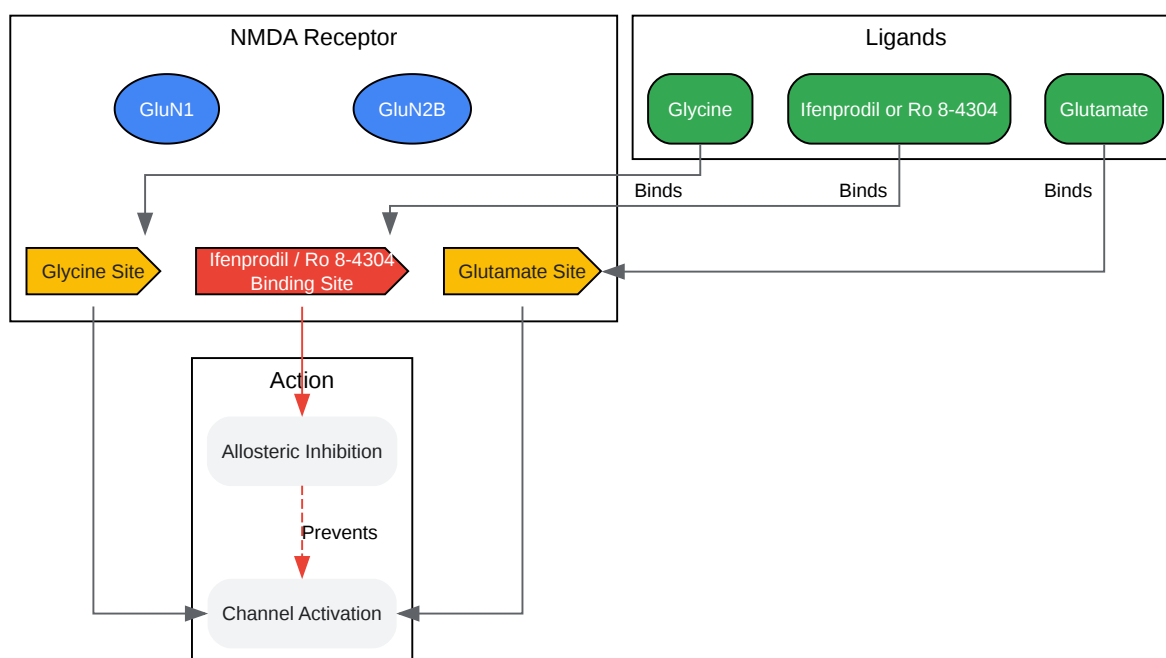 NMDA Receptor
Ligands
GluN1
GluN2B
Glycine
Ifenprodil or Ro 8-4304
Glutamate
Binds
Binds
Binds
Glycine Site
Ifenprodil / Ro 8-4304
Binding Site
Glutamate Site
Action
Allosteric Inhibition
Prevents
Channel Activation